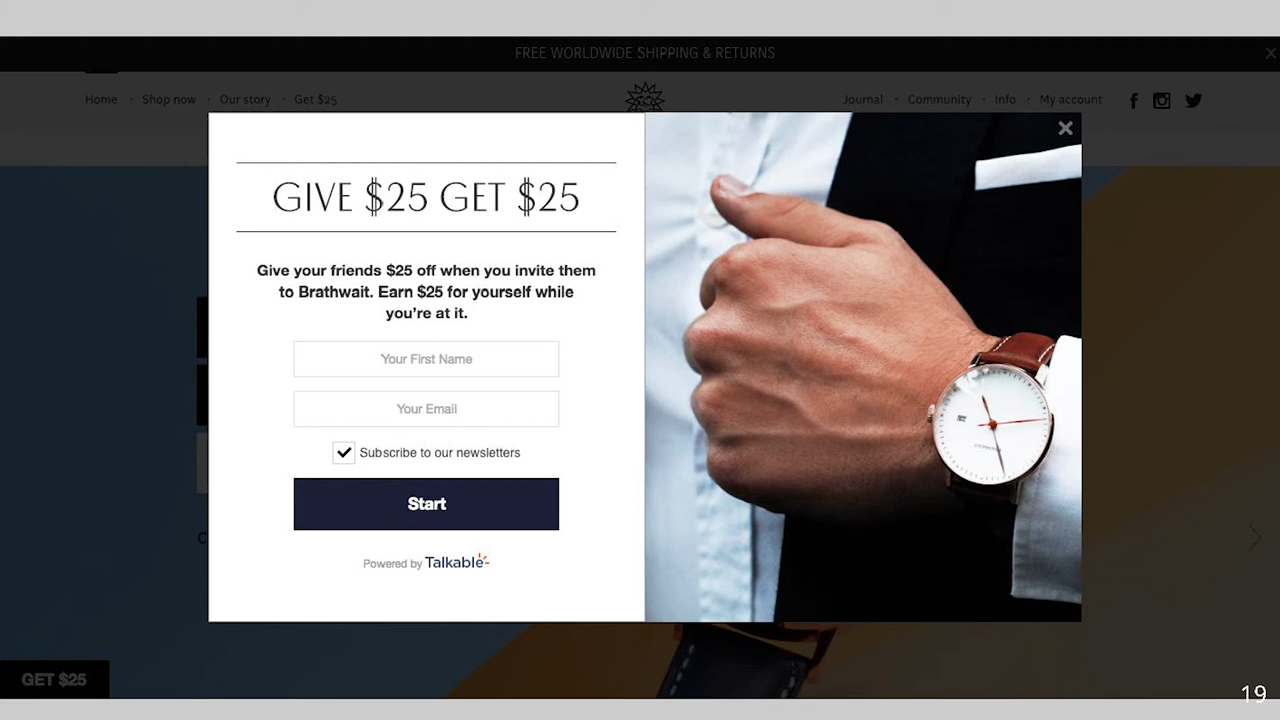 FREE WORLDWIDE SHIPPING & RETURNS
Home · Shop now · Our story · Get $25
Journal · Community · Info · My account
GIVE $25 GET $25
Give your friends $25 off when you invite them
to Brathwait. Earn $25 for yourself while
you're at it.
Your First Name
Your Email
Subscribe to our newsletters
Start
Powered by Talkable
GET $25
19